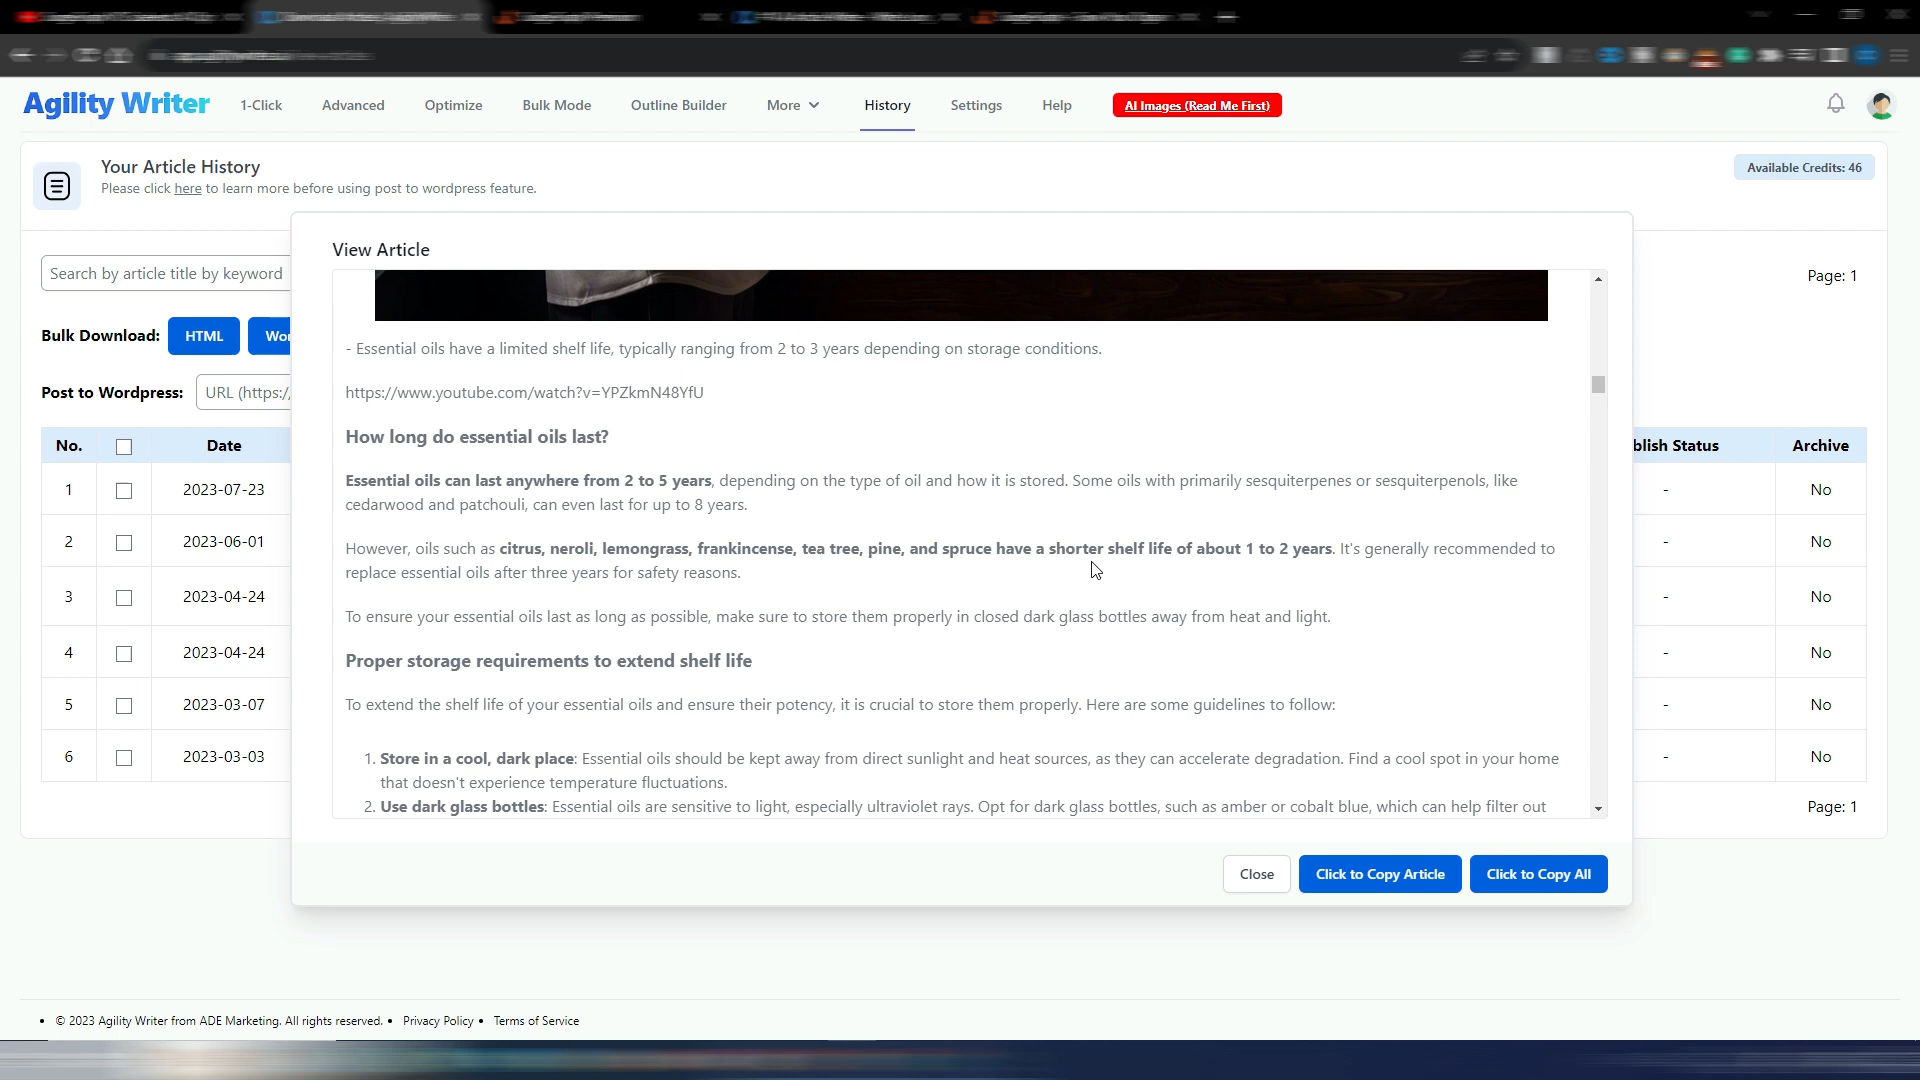 Agility Writer
1-Click
Advanced
Optimize
Bulk Mode
Outline Builder
More
History
Settings
Help
AI Images (Read Me First)
Your Article History
Please click here to learn more before using post to wordpress feature.
Available Credits: 46
View Article
Search by article title by keyword
Page: 1
Bulk Download:
HTML
Post to Wordpress:
URL (https:/
- Essential oils have a limited shelf life, typically ranging from 2 to 3 years depending on storage conditions.
https://www.youtube.com/watch?v=YPZkmN48YfU
How long do essential oils last?
Essential oils can last anywhere from 2 to 5 years, depending on the type of oil and how it is stored. Some oils with primarily sesquiterpenes or sesquiterpenols, like
cedarwood and patchouli, can even last for up to 8 years.
However, oils such as citrus, neroli, lemongrass, frankincense, tea tree, pine, and spruce have a shorter shelf life of about 1 to 2 years. It's generally recommended to
replace essential oils after three years for safety reasons.
To ensure your essential oils last as long as possible, make sure to store them properly in closed dark glass bottles away from heat and light.
Proper storage requirements to extend shelf life
To extend the shelf life of your essential oils and ensure their potency, it is crucial to store them properly. Here are some guidelines to follow:
1. Store in a cool, dark place: Essential oils should be kept away from direct sunlight and heat sources, as they can accelerate degradation. Find a cool spot in your home
that doesn't experience temperature fluctuations.
2. Use dark glass bottles: Essential oils are sensitive to light, especially ultraviolet rays. Opt for dark glass bottles, such as amber or cobalt blue, which can help filter out
No. Date blish Status Archive
1 2023-07-23 - No
2 2023-06-01 - No
3 2023-04-24 - No
4 2023-04-24 - No
5 2023-03-07 - No
6 2023-03-03 - No
Page: 1
Close
Click to Copy Article
Click to Copy All
• © 2023 Agility Writer from ADE Marketing. All rights reserved. • Privacy Policy • Terms of Service